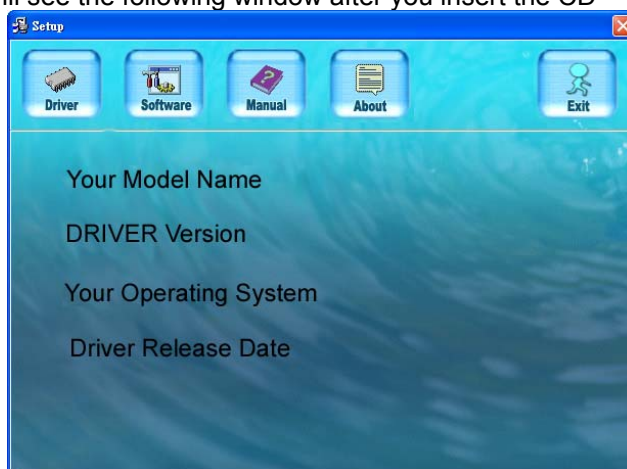 ill see the following window after you insert the CD
Setup
Driver Software Manual About Exit
Your Model Name
DRIVER Version
Your Operating System
Driver Release Date